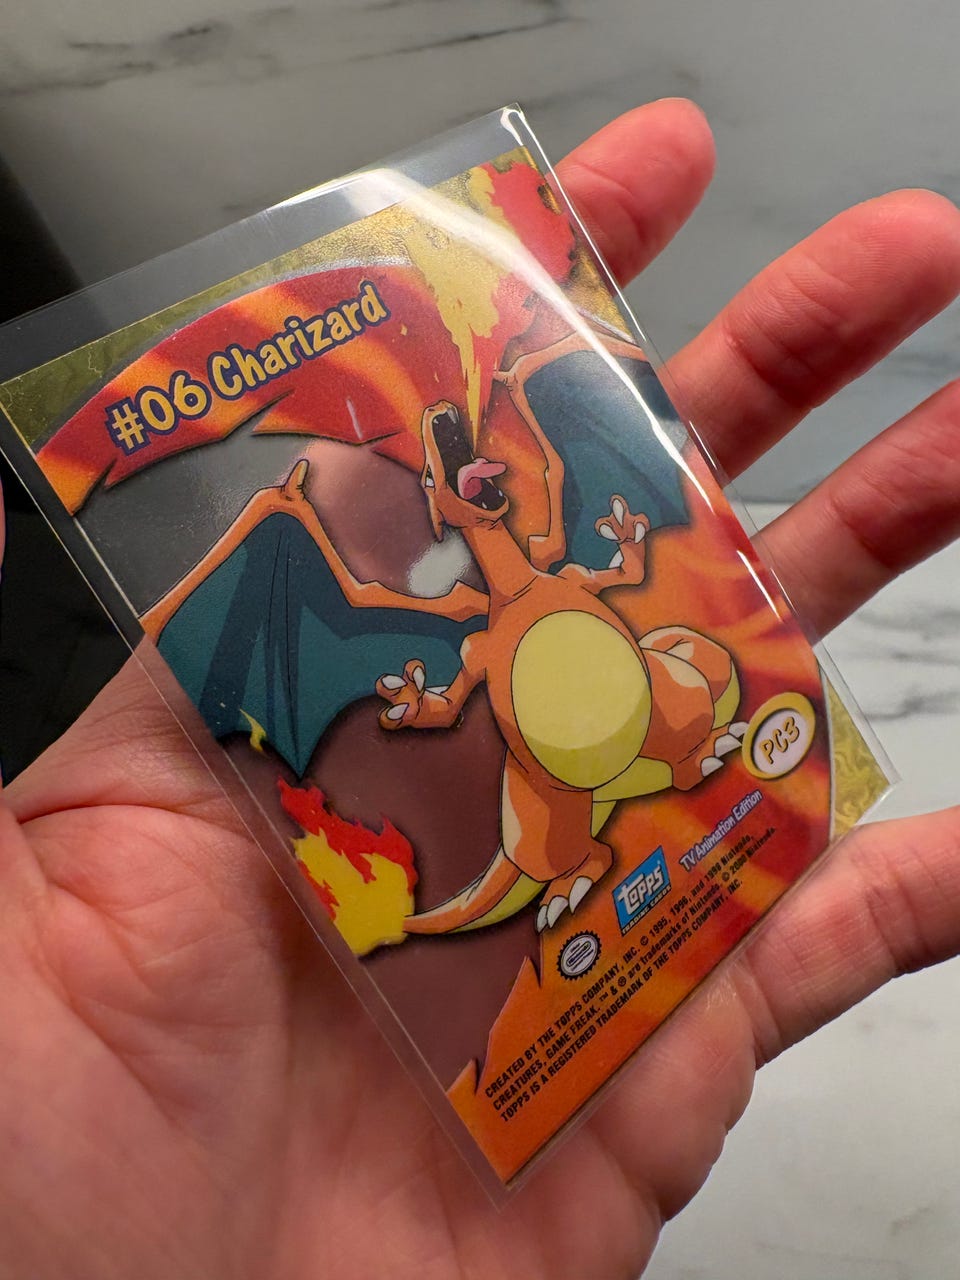 #06 Charizard
PC3
TV Animation Edition
topps
TRADING CARDS
CREATED BY THE TOPPS COMPANY, INC. © 1995, 1996, and 1998 Nintendo,
CREATURES, GAME FREAK. ™ & ® are trademarks of Nintendo. © 2000 Nintendo.
TOPPS IS A REGISTERED TRADEMARK OF THE TOPPS COMPANY, INC.